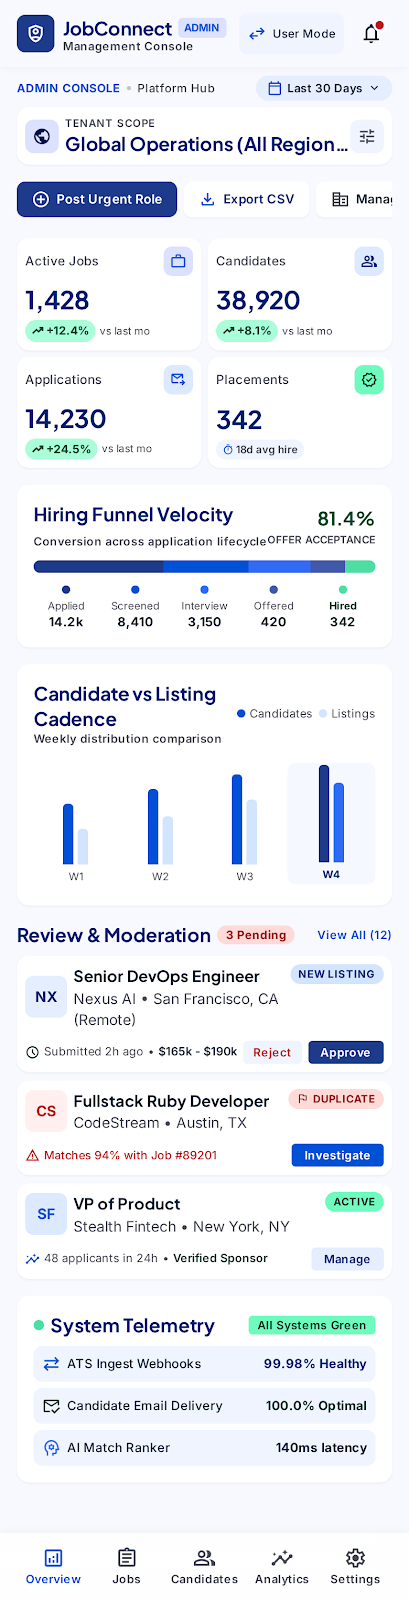 JobConnect ADMIN
Management Console
User Mode
ADMIN CONSOLE • Platform Hub
Last 30 Days
TENANT SCOPE
Global Operations (All Region...
Post Urgent Role
Export CSV
Active Jobs
1,428
+12.4% vs last mo
Candidates
38,920
+8.1% vs last mo
Applications
14,230
+24.5% vs last mo
Placements
342
18d avg hire
Hiring Funnel Velocity
Conversion across application lifecycle
81.4%
OFFER ACCEPTANCE
Applied
14.2k
Screened
8,410
Interview
3,150
Offered
420
Hired
342
Candidate vs Listing
Cadence
Weekly distribution comparison
Candidates
Listings
W1
W2
W3
W4
Review & Moderation
3 Pending
View All (12)
NX
Senior DevOps Engineer
NEW LISTING
Nexus AI • San Francisco, CA
(Remote)
Submitted 2h ago • $165k - $190k
Reject
Approve
CS
Fullstack Ruby Developer
DUPLICATE
CodeStream • Austin, TX
Matches 94% with Job #89201
Investigate
SF
VP of Product
ACTIVE
Stealth Fintech • New York, NY
48 applicants in 24h • Verified Sponsor
Manage
System Telemetry
All Systems Green
ATS Ingest Webhooks
99.98% Healthy
Candidate Email Delivery
100.0% Optimal
AI Match Ranker
140ms latency
Overview
Jobs
Candidates
Analytics
Settings